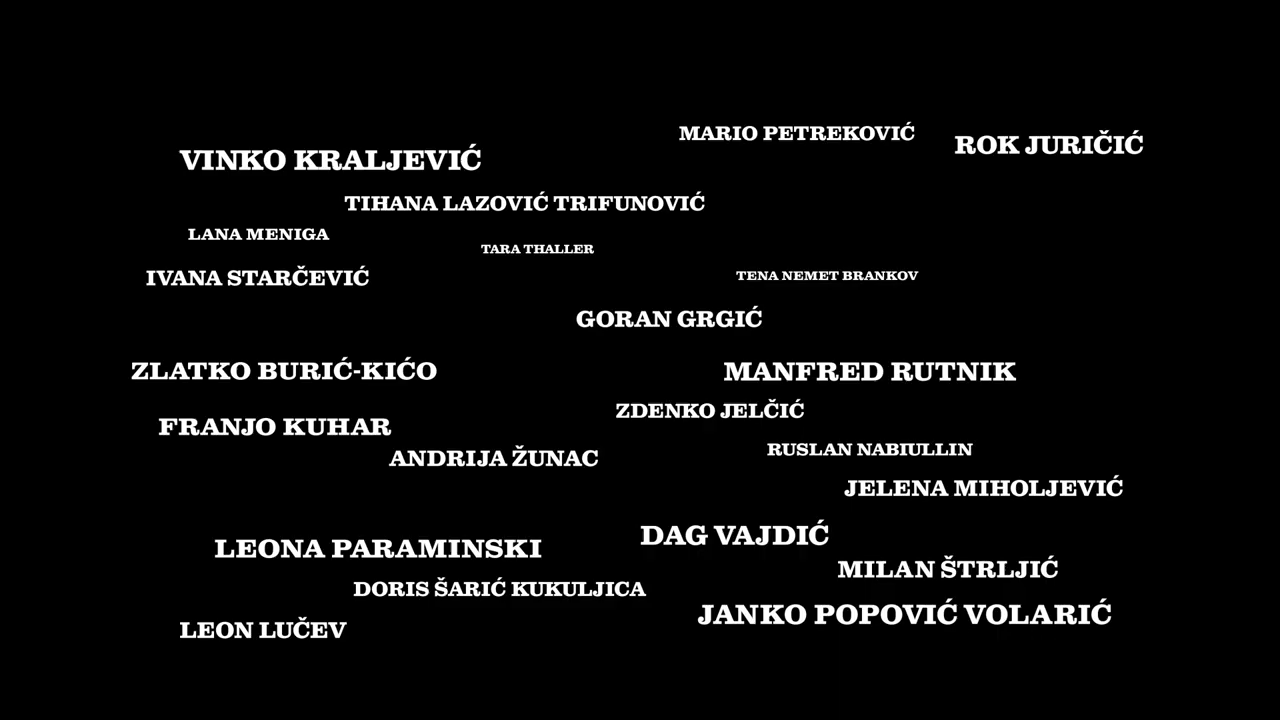 MARIO PETREKOVIĆ
ROK JURIČIĆ
VINKO KRALJEVIĆ
TIHANA LAZOVIĆ TRIFUNOVIĆ
LANA MENIGA
TARA THALLER
IVANA STARČEVIĆ
TENA NEMET BRANKOV
GORAN GRGIĆ
ZLATKO BURIĆ-KIĆO
MANFRED RUTNIK
ZDENKO JELČIĆ
FRANJO KUHAR
RUSLAN NABIULLIN
ANDRIJA ŽUNAC
JELENA MIHOLJEVIĆ
DAG VAJDIĆ
LEONA PARAMINSKI
MILAN ŠTRLJIĆ
DORIS ŠARIĆ KUKULJICA
JANKO POPOVIĆ VOLARIĆ
LEON LUČEV